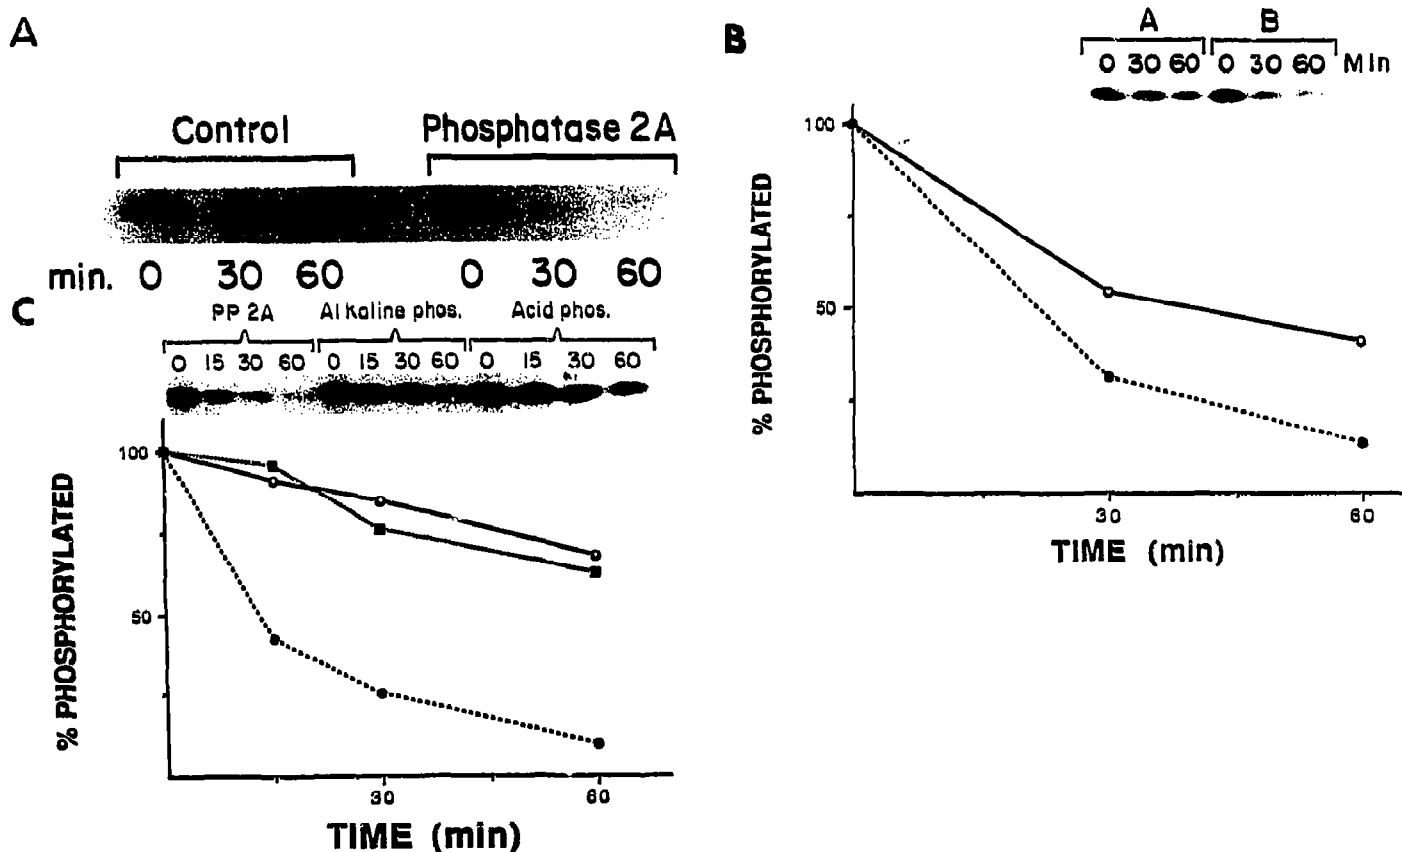 A
Control Phosphatase 2A
min. 0 30 60 0 30 60
B
A B
0 30 60 0 30 60 Min
100
50
% PHOSPHORYLATED
30 60
TIME (min)
C
PP 2A Alkaline phos. Acid phos.
0 15 30 60 0 15 30 60 0 15 30 60
100
50
% PHOSPHORYLATED
30 60
TIME (min)